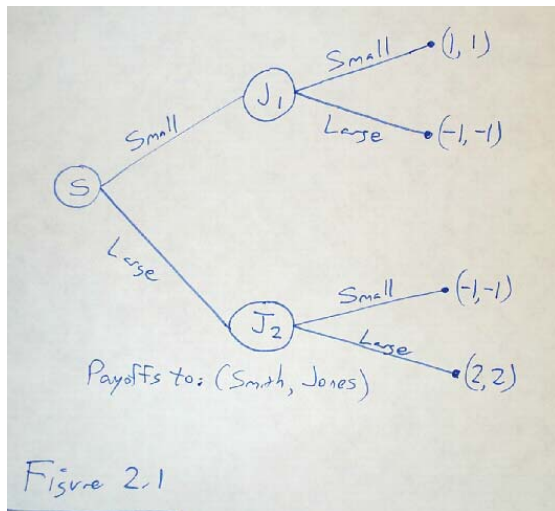 Small
(1, 1)
J1
Large
(-1, -1)
Small
S
Large
Small
(-1, -1)
J2
Large
(2, 2)
Payoffs to: (Smith, Jones)
Figure 2.1